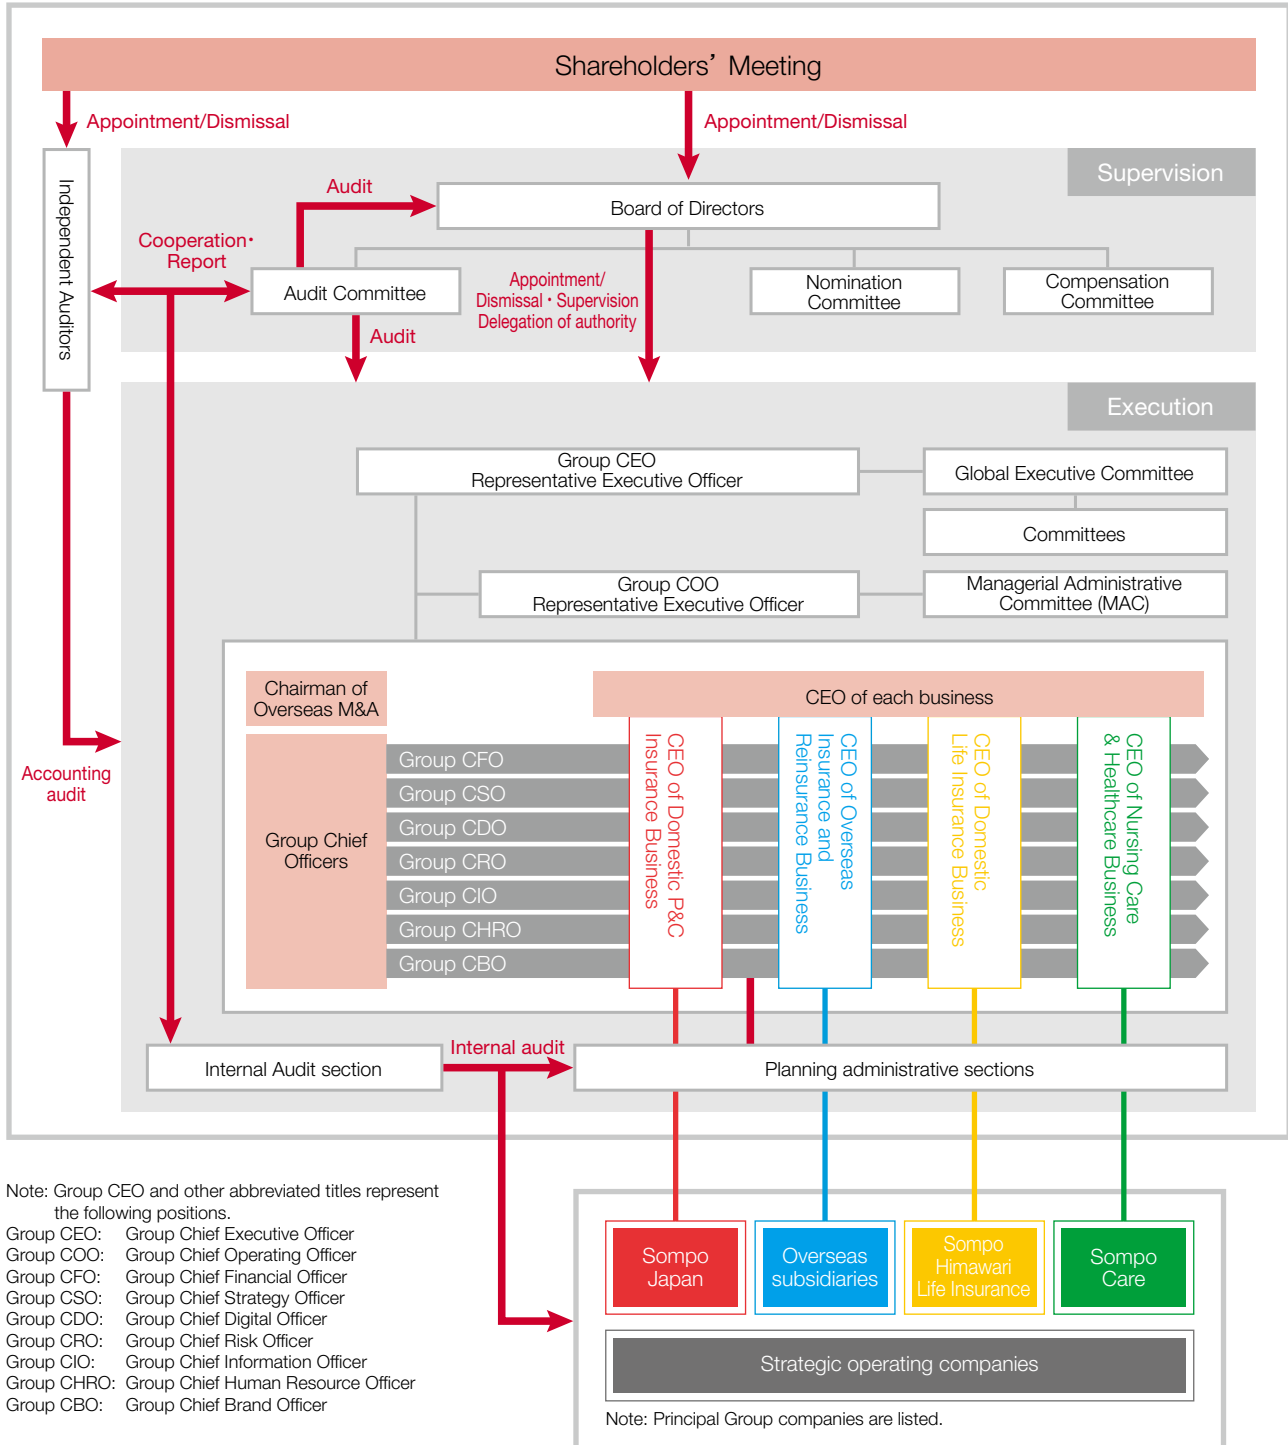 Shareholders’ Meeting
Appointment/Dismissal
Appointment/Dismissal
Independent Auditors
Supervision
Audit
Board of Directors
Cooperation・
Report
Audit Committee
Appointment/
Dismissal・Supervision
Delegation of authority
Nomination
Committee
Compensation
Committee
Audit
Execution
Group CEO
Representative Executive Officer
Global Executive Committee
Committees
Group COO
Representative Executive Officer
Managerial Administrative
Committee (MAC)
Chairman of
Overseas M&A
CEO of each business
Accounting
audit
Group Chief
Officers
Group CFO
Group CSO
Group CDO
Group CRO
Group CIO
Group CHRO
Group CBO
CEO of Domestic P&C
Insurance Business
CEO of Overseas
Insurance and
Reinsurance Business
CEO of Domestic
Life Insurance Business
CEO of Nursing Care
& Healthcare Business
Internal Audit section
Internal audit
Planning administrative sections
Note: Group CEO and other abbreviated titles represent
the following positions.
Group CEO: Group Chief Executive Officer
Group COO: Group Chief Operating Officer
Group CFO: Group Chief Financial Officer
Group CSO: Group Chief Strategy Officer
Group CDO: Group Chief Digital Officer
Group CRO: Group Chief Risk Officer
Group CIO: Group Chief Information Officer
Group CHRO: Group Chief Human Resource Officer
Group CBO: Group Chief Brand Officer
Sompo
Japan
Overseas
subsidiaries
Sompo
Himawari
Life Insurance
Sompo
Care
Strategic operating companies
Note: Principal Group companies are listed.